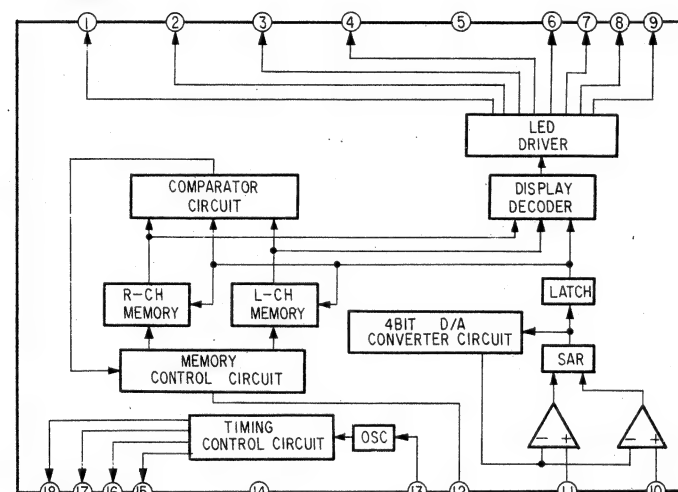 1 2 3 4 5 6 7 8 9
LED
DRIVER
COMPARATOR
CIRCUIT
DISPLAY
DECODER
R-CH
MEMORY
L-CH
MEMORY
LATCH
4BIT D/A
CONVERTER CIRCUIT
SAR
MEMORY
CONTROL CIRCUIT
TIMING
CONTROL CIRCUIT
OSC
- +
- +
18 17 16 15 14 13 12 11 10